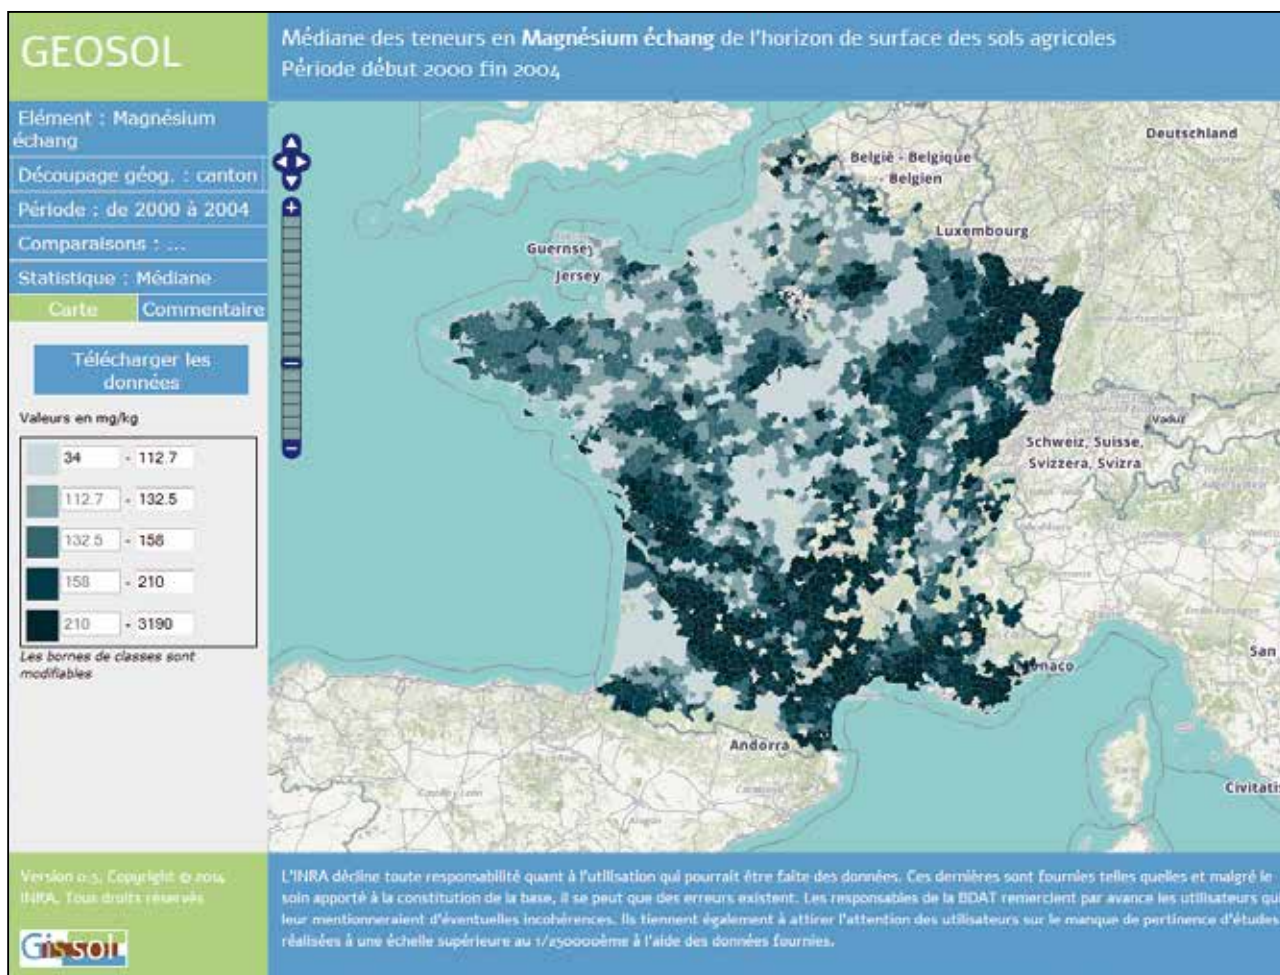 GEOSOL
Médiane des teneurs en Magnésium échang de l'horizon de surface des sols agricoles
Période début 2000 fin 2004
Elément : Magnésium
échang
Découpage géog. : canton
Période : de 2000 à 2004
Comparaisons : ...
Statistique : Médiane
Carte
Commentaire
Télécharger les
données
Valeurs en mg/kg
34 - 112.7
112.7 - 132.5
132.5 - 158
158 - 210
210 - 3190
Les bornes de classes sont
modifiables
Deutschland
België - Belgique
- Belgien
Luxembourg
Guernsey
Jersey
Vaduz
Schweiz, Suisse,
Svizzera, Svizra
Monaco
San
Andorra
Civitatis
Version 0.5, Copyright © 2014
INRA, Tous droits réservés
Gissol
L'INRA décline toute responsabilité quant à l'utilisation qui pourrait être faite des données. Ces dernières sont fournies telles quelles et malgré le
soin apporté à la constitution de la base, il se peut que des erreurs existent. Les responsables de la BDAT remercient par avance les utilisateurs qui
leur mentionneraient d'éventuelles incohérences. Ils tiennent également à attirer l'attention des utilisateurs sur le manque de pertinence d'études
réalisées à une échelle supérieure au 1/250000ème à l'aide des données fournies.